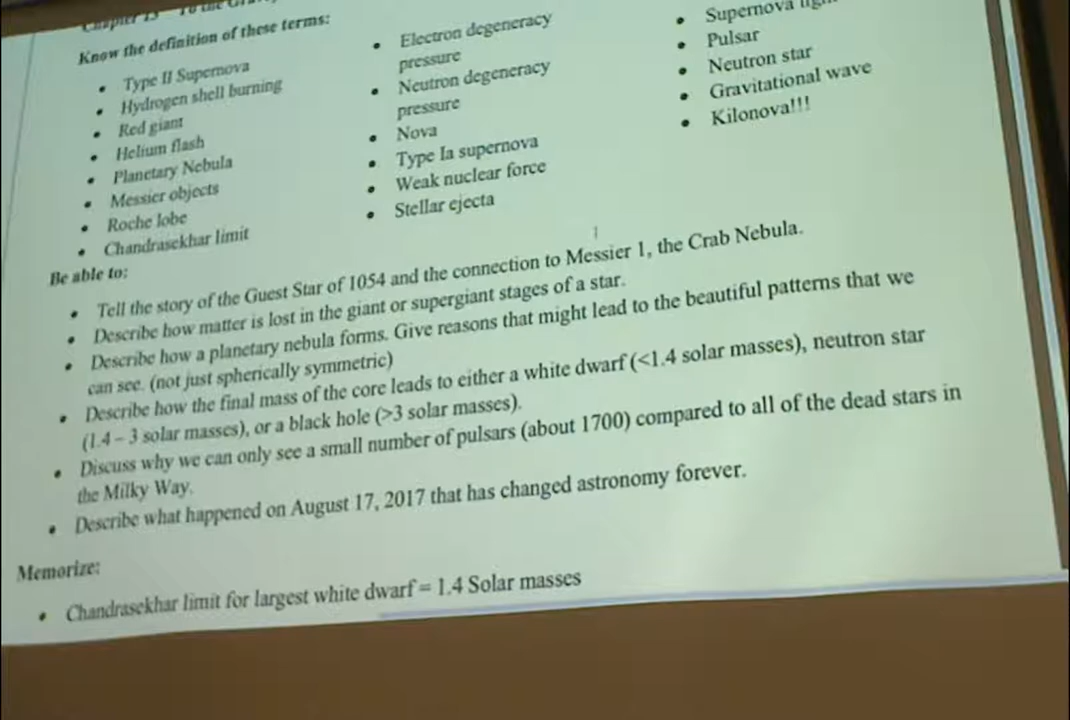 Chapter 13 To the
Know the definition of these terms:
• Type II Supernova
• Hydrogen shell burning
• Red giant
• Helium flash
• Planetary Nebula
• Messier objects
• Roche lobe
• Chandrasekhar limit
• Electron degeneracy
pressure
• Neutron degeneracy
pressure
• Nova
• Type Ia supernova
• Weak nuclear force
• Stellar ejecta
• Supernova
• Pulsar
• Neutron star
• Gravitational wave
• Kilonova!!!
Be able to:
• Tell the story of the Guest Star of 1054 and the connection to Messier 1, the Crab Nebula.
• Describe how matter is lost in the giant or supergiant stages of a star.
• Describe how a planetary nebula forms. Give reasons that might lead to the beautiful patterns that we
can see. (not just spherically symmetric)
• Describe how the final mass of the core leads to either a white dwarf (<1.4 solar masses), neutron star
(1.4 – 3 solar masses), or a black hole (>3 solar masses).
• Discuss why we can only see a small number of pulsars (about 1700) compared to all of the dead stars in
the Milky Way.
• Describe what happened on August 17, 2017 that has changed astronomy forever.
Memorize:
• Chandrasekhar limit for largest white dwarf = 1.4 Solar masses